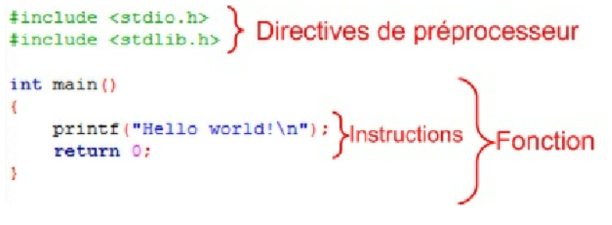 #include <stdio.h>
#include <stdlib.h>
Directives de préprocesseur
int main()
{
printf("Hello world!\n");
return 0;
Instructions
}
Fonction